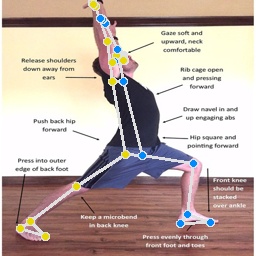 Gaze soft and
upward, neck
comfortable
Release shoulders
down away from
ears
Rib cage open
and pressing
forward
Draw navel in and
up engaging abs
Push back hip
forward
Hip square and
pointing forward
Press into outer
edge of back foot
Front knee
should be
stacked
over ankle
Keep a microbend
in back knee
Press evenly through
front foot and toes